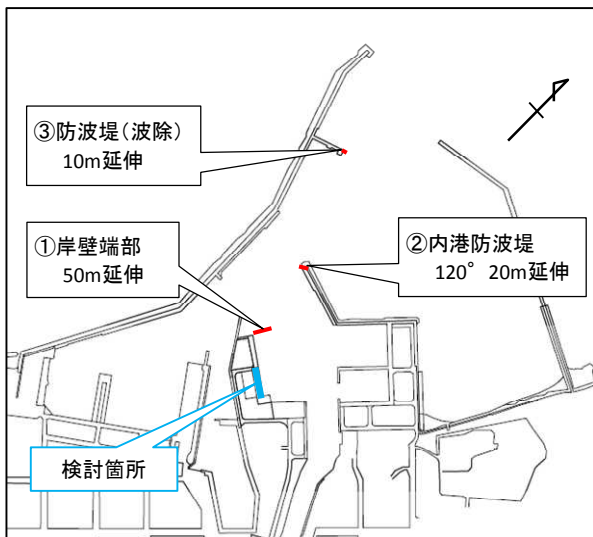 ③防波堤(波除)
10m延伸
①岸壁端部
50m延伸
②内港防波堤
120° 20m延伸
検討箇所